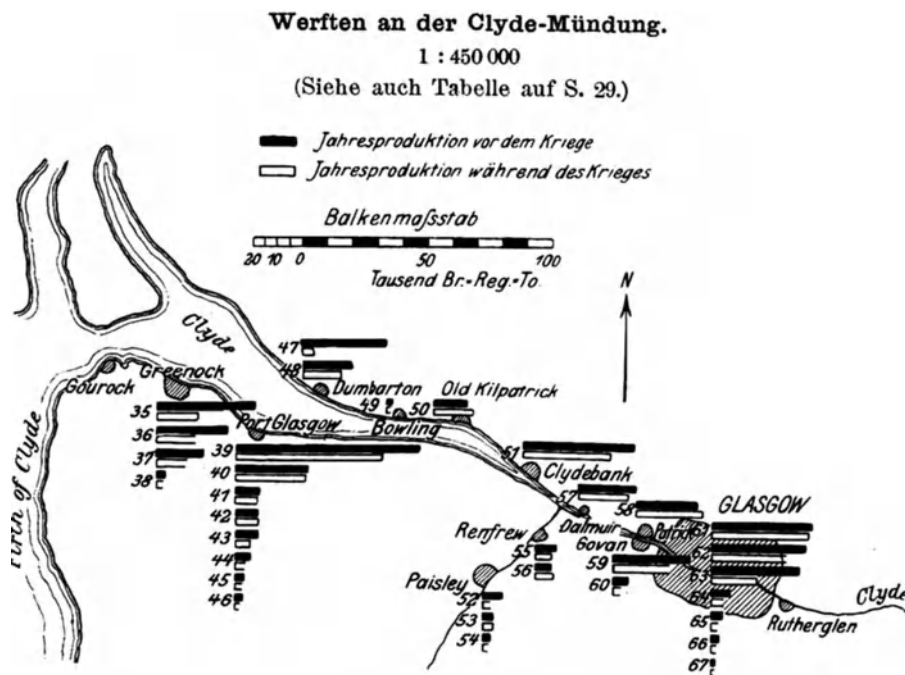 Werften an der Clyde-Mündung.
1 : 450 000
(Siehe auch Tabelle auf S. 29.)
Jahresproduktion vor dem Kriege
Jahresproduktion während des Krieges
Balkenmaßstab
20 10 0 50 100
Tausend Br.-Reg.-To.
N
Clyde
47
48
Gourock
Greenock
Dumbarton
49
50
Old Kilpatrick
35
36
37
38
Port Glasgow
Bowling
39
40
41
42
43
44
45
46
51
Clydebank
57
58
GLASGOW
Firth of Clyde
Renfrew
Dalmuir
Govan
55
56
59
60
62
63
64
65
66
67
Paisley
52
53
54
Clyde
Rutherglen